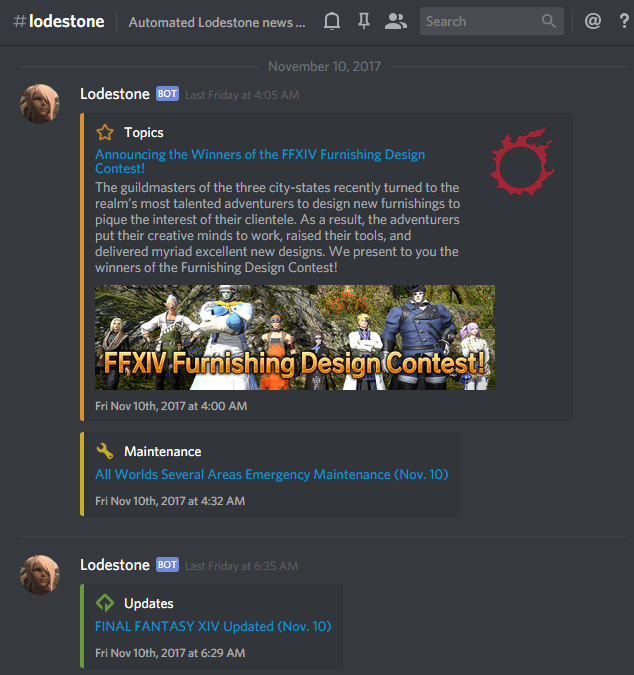 #lodestone
Automated Lodestone news ...
Search
@
?
November 10, 2017
Lodestone BOT Last Friday at 4:05 AM
Topics
Announcing the Winners of the FFXIV Furnishing Design
Contest!
The guildmasters of the three city-states recently turned to the
realm's most talented adventurers to design new furnishings to
pique the interest of their clientele. As a result, the adventurers
put their creative minds to work, raised their tools, and
delivered myriad excellent new designs. We present to you the
winners of the Furnishing Design Contest!
FFXIV Furnishing Design Contest!
Fri Nov 10th, 2017 at 4:00 AM
Maintenance
All Worlds Several Areas Emergency Maintenance (Nov. 10)
Fri Nov 10th, 2017 at 4:32 AM
Lodestone BOT Last Friday at 6:35 AM
Updates
FINAL FANTASY XIV Updated (Nov. 10)
Fri Nov 10th, 2017 at 6:29 AM